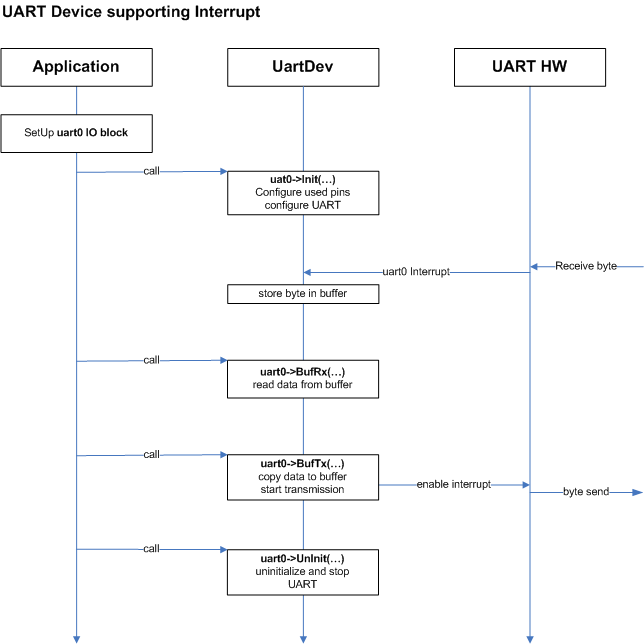 UART Device supporting Interrupt
Application
UartDev
UART HW
SetUp uart0 IO block
call
uat0->Init(…)
Configure used pins
configure UART
Receive byte
uart0 Interrupt
store byte in buffer
call
uart0->BufRx(…)
read data from buffer
call
uart0->BufTx(…)
copy data to buffer
start transmission
enable interrupt
byte send
call
uart0->UnInit(…)
uninitialize and stop
UART